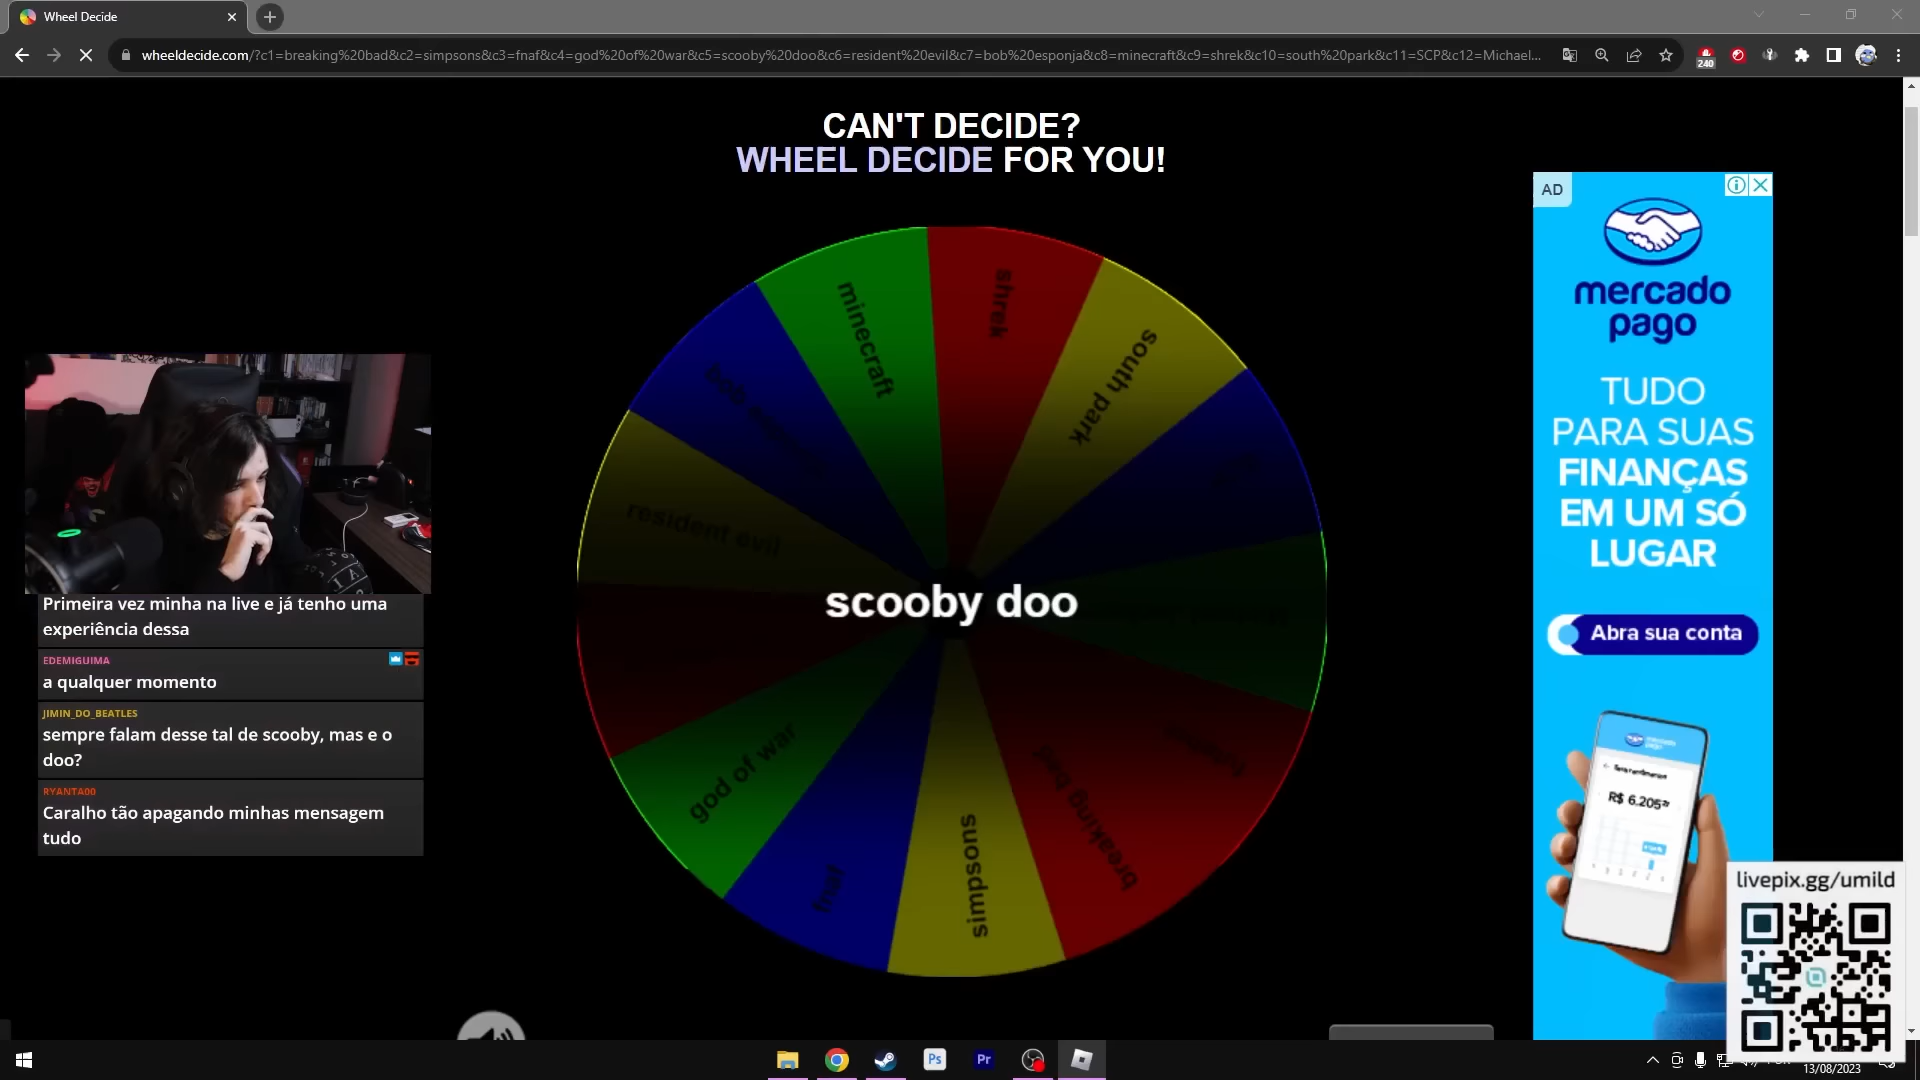 Wheel Decide
wheeldecide.com/?c1=breaking%20bad&c2=simpsons&c3=fnaf&c4=god%20of%20war&c5=scooby%20doo&c6=resident%20evil&c7=bob%20esponja&c8=minecraft&c9=shrek&c10=south%20park&c11=SCP&c12=Michael...
240
CAN'T DECIDE?
WHEEL DECIDE FOR YOU!
AD
mercado
pago
TUDO
PARA SUAS
FINANÇAS
EM UM SÓ
LUGAR
Abra sua conta
R$ 6.205
minecraft
shrek
south park
bob esponja
resident evil
scooby doo
god of war
fnaf
simpsons
breaking bad
Primeira vez minha na live e já tenho uma
experiência dessa
EDEMIGUIMA
a qualquer momento
JIMIN_DO_BEATLES
sempre falam desse tal de scooby, mas e o
doo?
RYANTA00
Caralho tão apagando minhas mensagem
tudo
livepix.gg/umild
Ps
Pr
13/08/2023